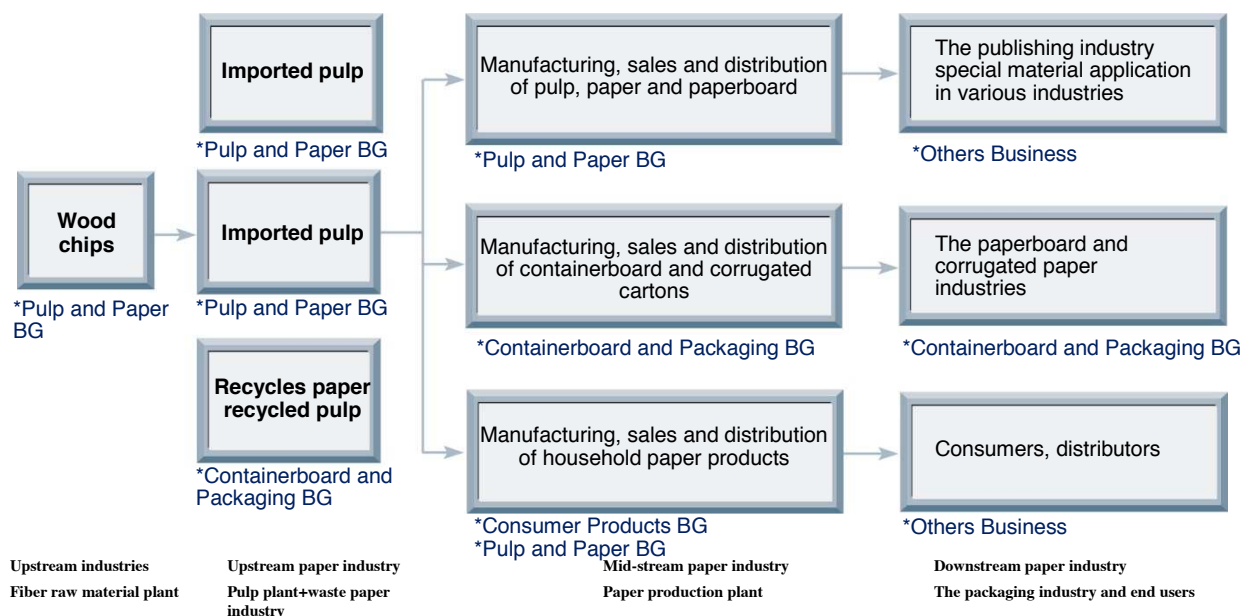 Imported pulp
*Pulp and Paper BG
Wood
chips
*Pulp and Paper
BG
Imported pulp
*Pulp and Paper BG
Recycles paper
recycled pulp
*Containerboard and
Packaging BG
Manufacturing, sales and distribution
of pulp, paper and paperboard
*Pulp and Paper BG
Manufacturing, sales and distribution
of containerboard and corrugated
cartons
*Containerboard and Packaging BG
Manufacturing, sales and distribution
of household paper products
*Consumer Products BG
*Pulp and Paper BG
The publishing industry
special material application
in various industries
*Others Business
The paperboard and
corrugated paper
industries
*Containerboard and Packaging BG
Consumers, distributors
*Others Business
Upstream industries
Fiber raw material plant
Upstream paper industry
Pulp plant+waste paper
industry
Mid-stream paper industry
Paper production plant
Downstream paper industry
The packaging industry and end users